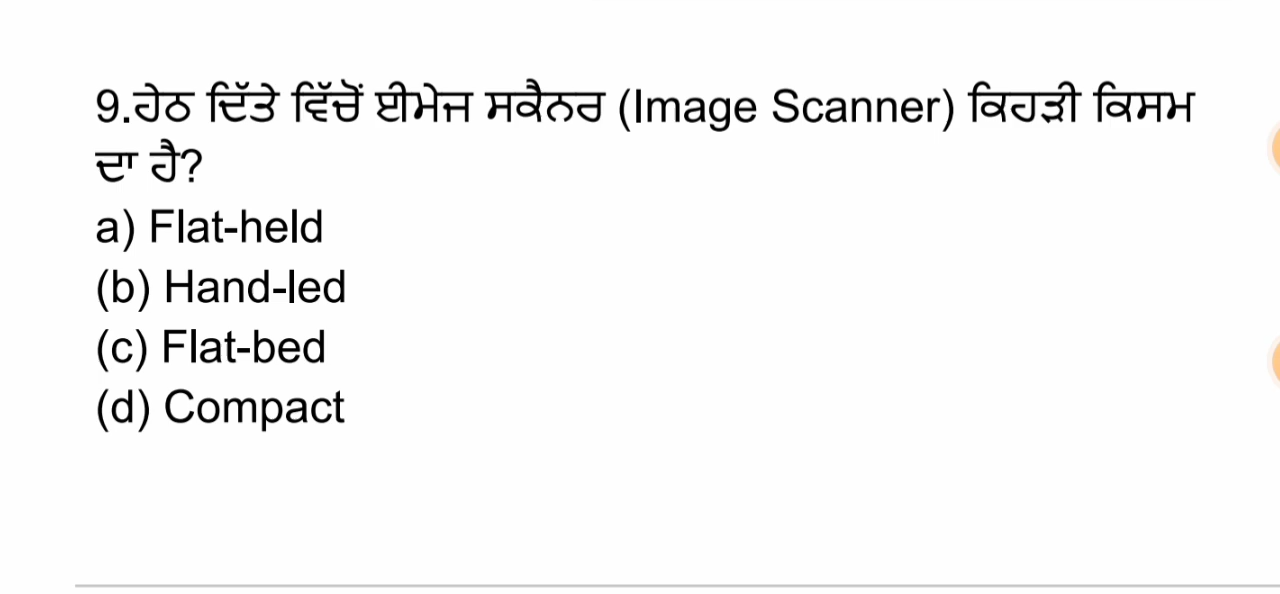 9.ਹੇਠ ਦਿੱਤੇ ਵਿੱਚੋਂ ਈਮੇਜ ਸਕੈਨਰ (Image Scanner) ਕਿਹੜੀ ਕਿਸਮ
ਦਾ ਹੈ?
a) Flat-held
(b) Hand-led
(c) Flat-bed
(d) Compact